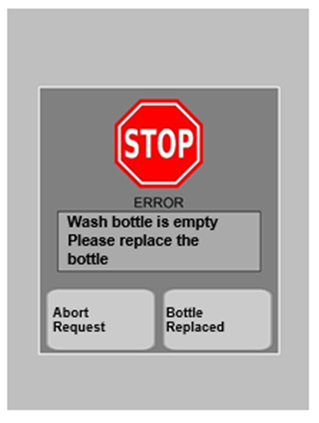 STOP
ERROR
Wash bottle is empty
Please replace the
bottle
Abort
Request
Bottle
Replaced